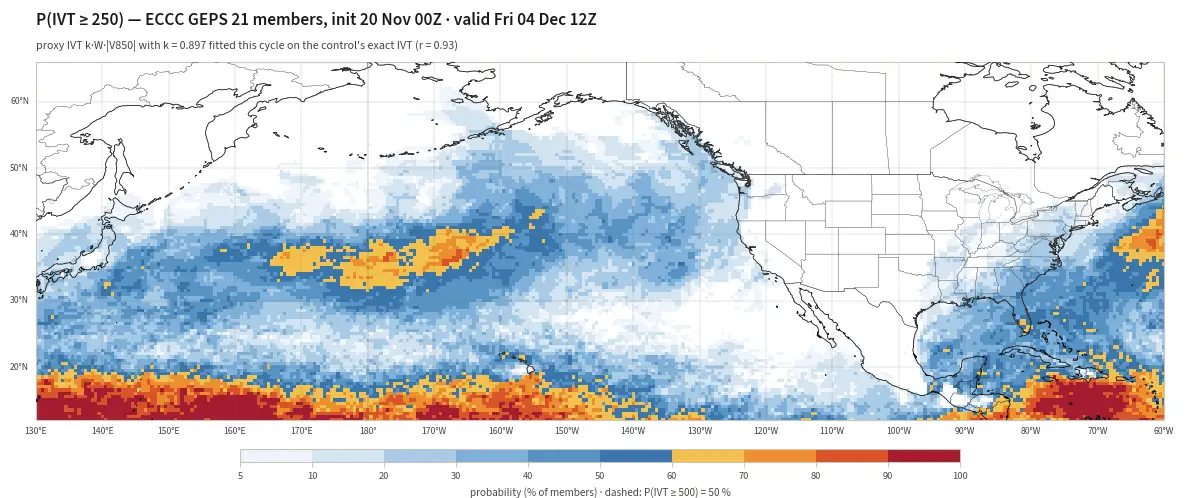 P(IVT ≥ 250) — ECCC GEPS 21 members, init 20 Nov 00Z · valid Fri 04 Dec 12Z
proxy IVT k·W·|V850| with k = 0.897 fitted this cycle on the control's exact IVT (r = 0.93)
60°N
50°N
40°N
30°N
20°N
130°E 140°E 150°E 160°E 170°E 180° 170°W 160°W 150°W 140°W 130°W 120°W 110°W 100°W 90°W 80°W 70°W 60°W
5 10 20 30 40 50 60 70 80 90 100
probability (% of members) · dashed: P(IVT ≥ 500) = 50 %